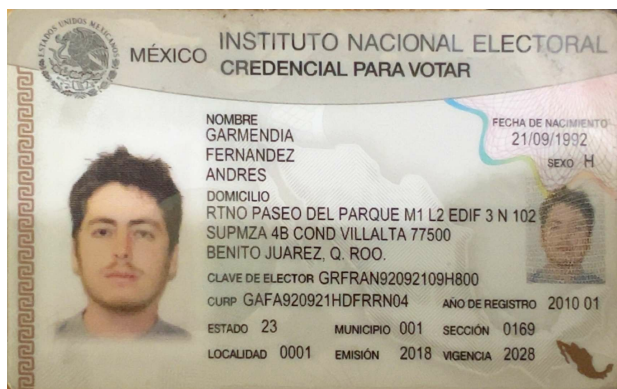 ESTADOS UNIDOS MEXICANOS
MÉXICO INSTITUTO NACIONAL ELECTORAL
CREDENCIAL PARA VOTAR
NOMBRE
GARMENDIA
FERNANDEZ
ANDRES
FECHA DE NACIMIENTO
21/09/1992
SEXO H
DOMICILIO
RTNO PASEO DEL PARQUE M1 L2 EDIF 3 N 102
SUPMZA 4B COND VILLALTA 77500
BENITO JUAREZ, Q. ROO.
CLAVE DE ELECTOR GRFRAN92092109H800
CURP GAFA920921HDFRRN04 AÑO DE REGISTRO 2010 01
ESTADO 23 MUNICIPIO 001 SECCIÓN 0169
LOCALIDAD 0001 EMISIÓN 2018 VIGENCIA 2028